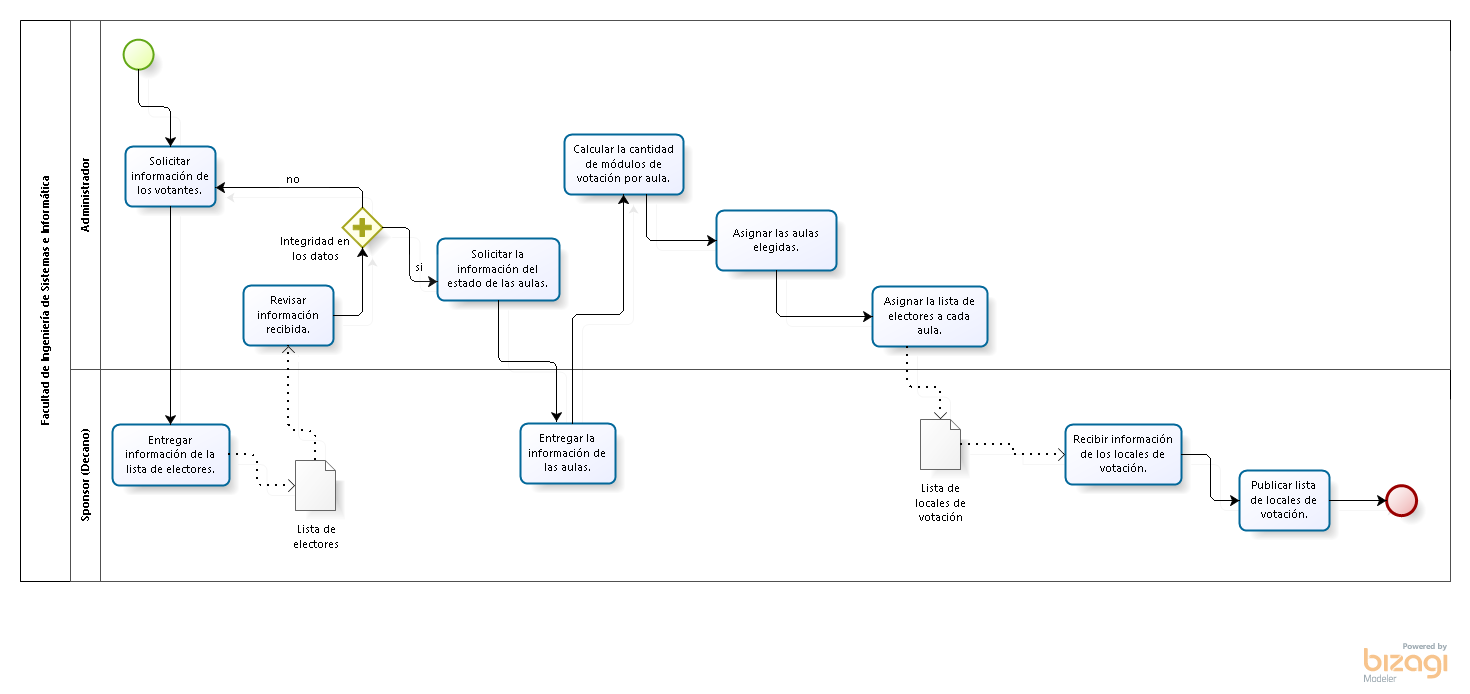 Facultad de Ingeniería de Sistemas e Informática
Administrador
Solicitar
información de
los votantes.
no
Integridad en
los datos
si
Revisar
información
recibida.
Solicitar la
información del
estado de las aulas.
Calcular la cantidad
de módulos de
votación por aula.
Asignar las aulas
elegidas.
Asignar la lista de
electores a cada
aula.
Sponsor (Decano)
Entregar
información de la
lista de electores.
Lista de
electores
Entregar la
información de
las aulas.
Lista de
locales de
votación
Recibir información
de los locales de
votación.
Publicar lista
de locales de
votación.
Powered by
bizagi
Modeler